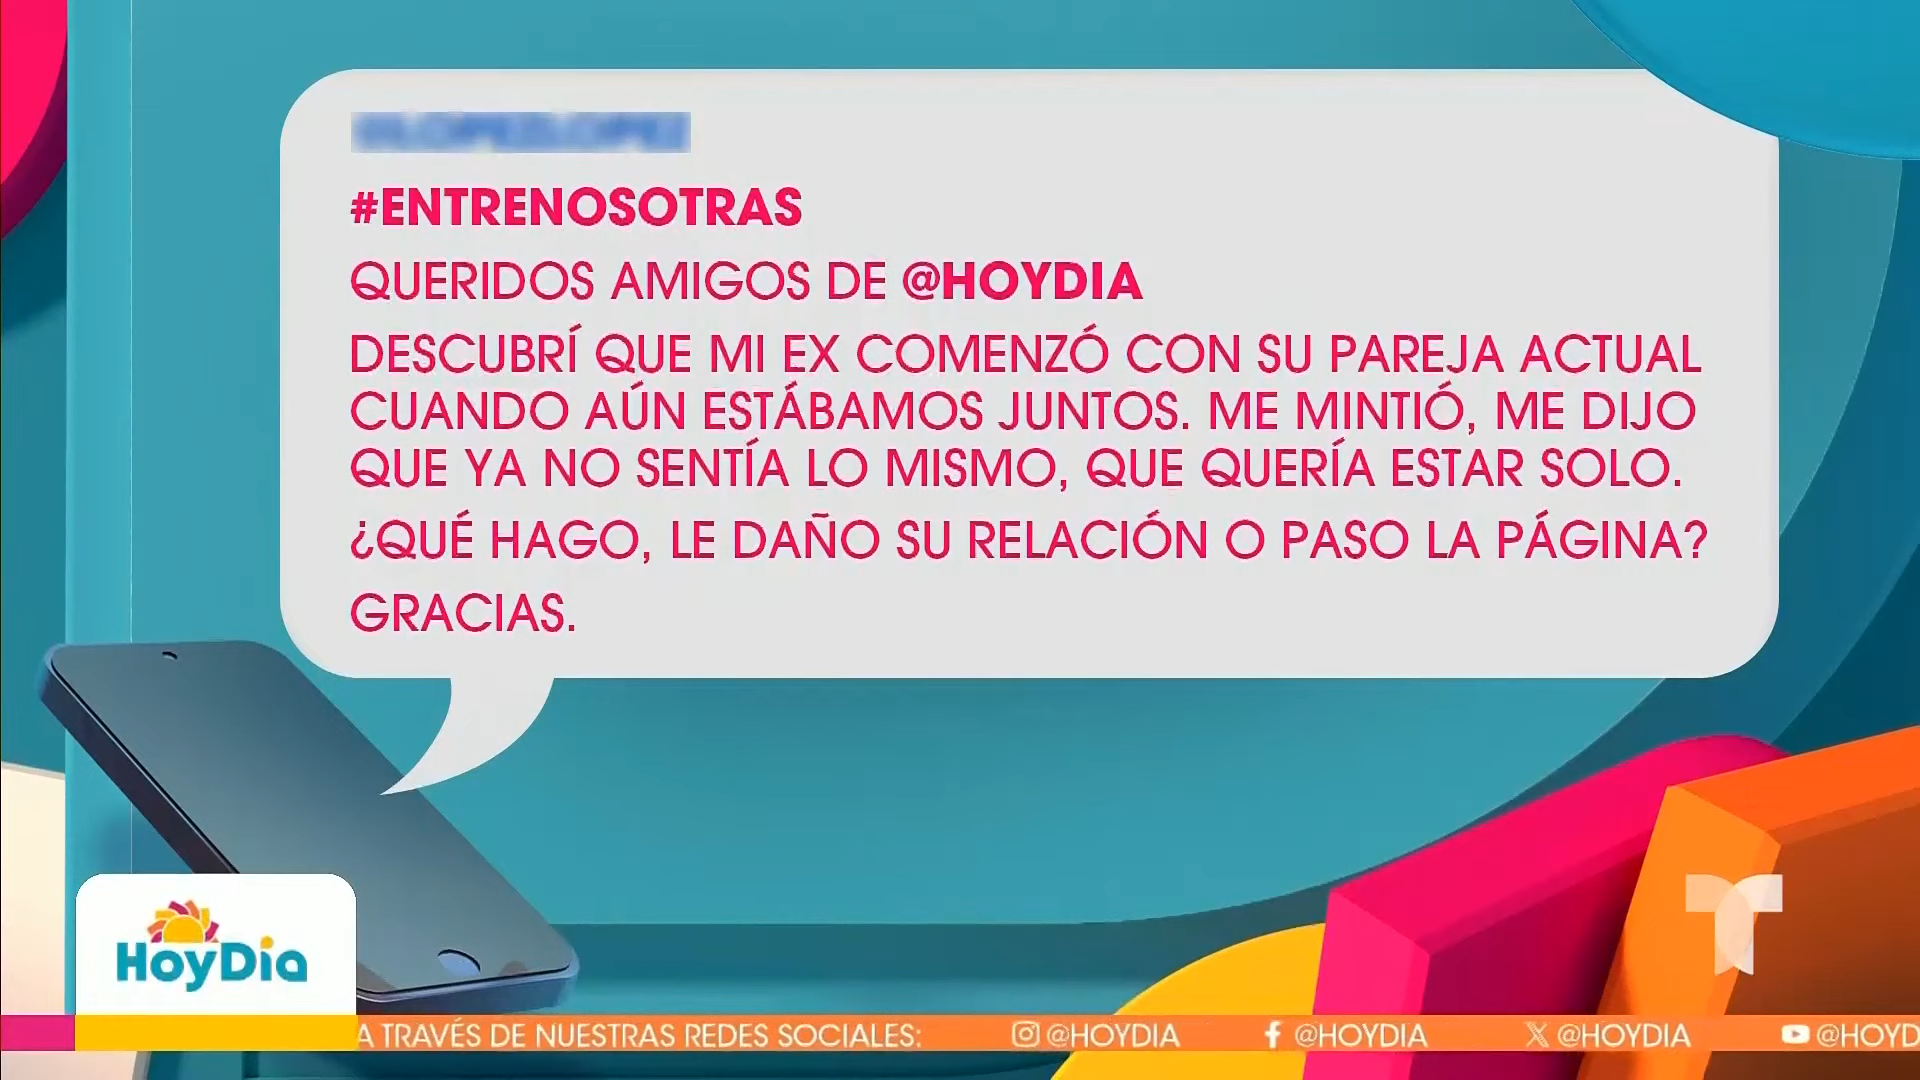 #ENTRENOSOTRAS
QUERIDOS AMIGOS DE @HOYDIA
DESCUBRÍ QUE MI EX COMENZÓ CON SU PAREJA ACTUAL
CUANDO AÚN ESTÁBAMOS JUNTOS. ME MINTIÓ, ME DIJO
QUE YA NO SENTÍA LO MISMO, QUE QUERÍA ESTAR SOLO.
¿QUÉ HAGO, LE DAÑO SU RELACIÓN O PASO LA PÁGINA?
GRACIAS.
HoyDía
A TRAVÉS DE NUESTRAS REDES SOCIALES: @HOYDIA @HOYDIA @HOYDIA @HOYD